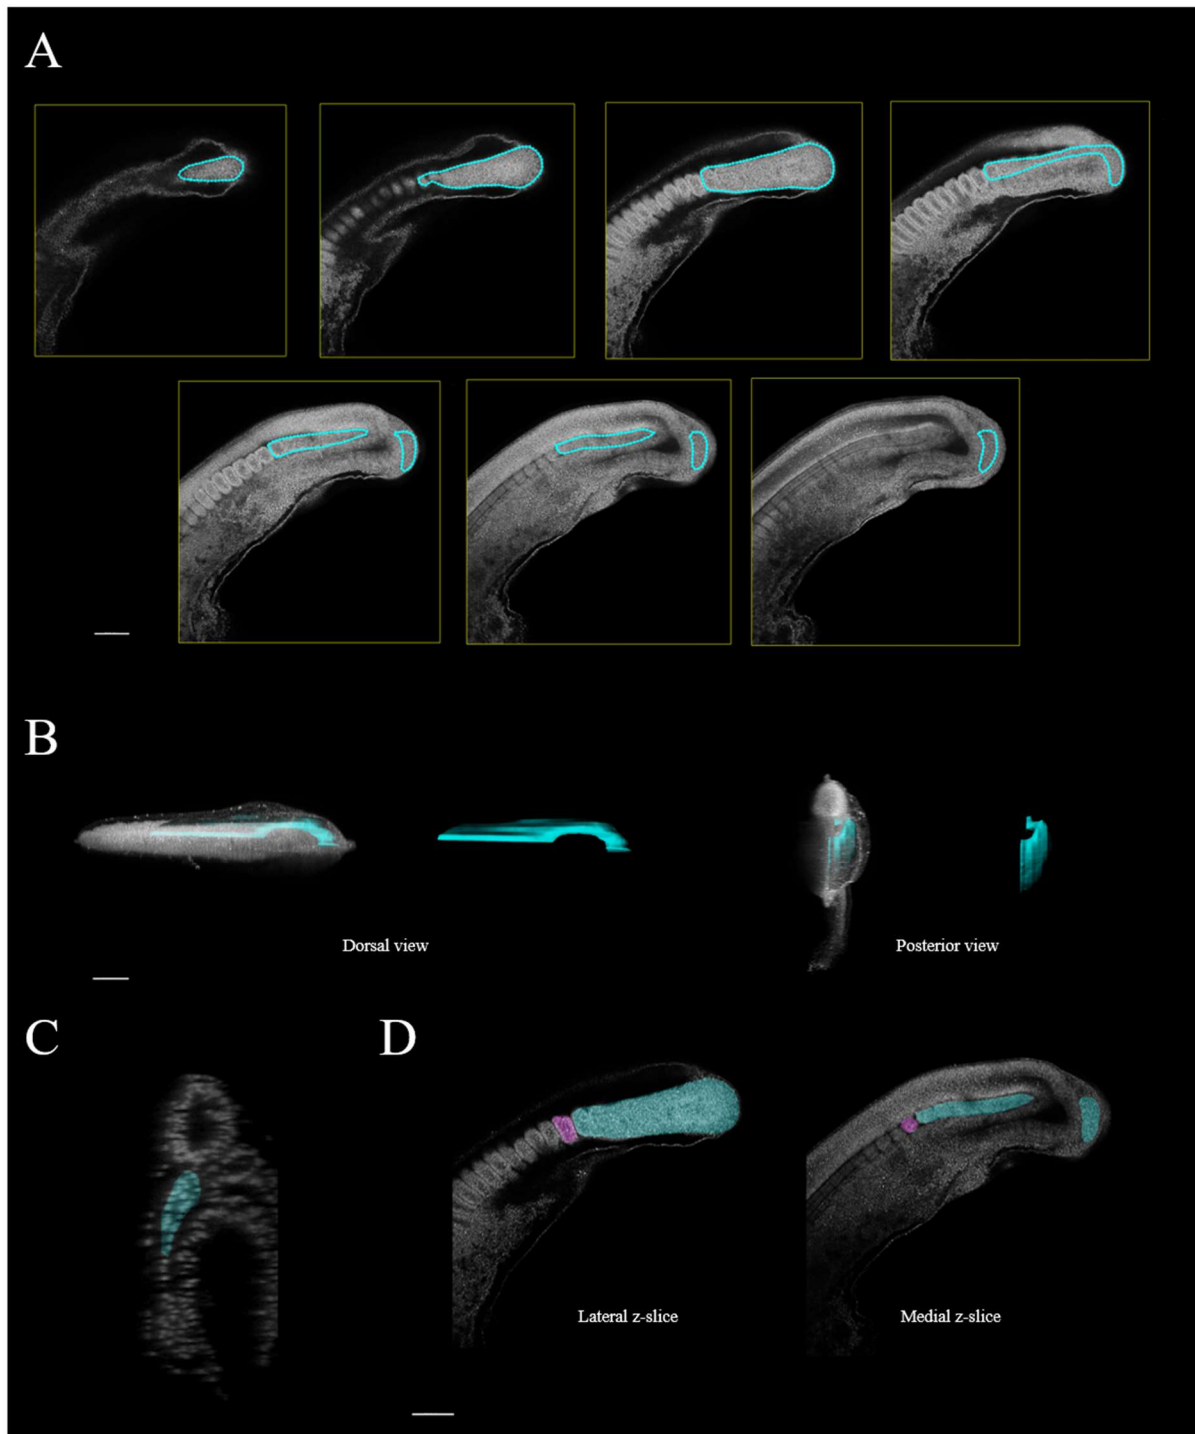 A
B
Dorsal view
Posterior view
C
D
Lateral z-slice
Medial z-slice